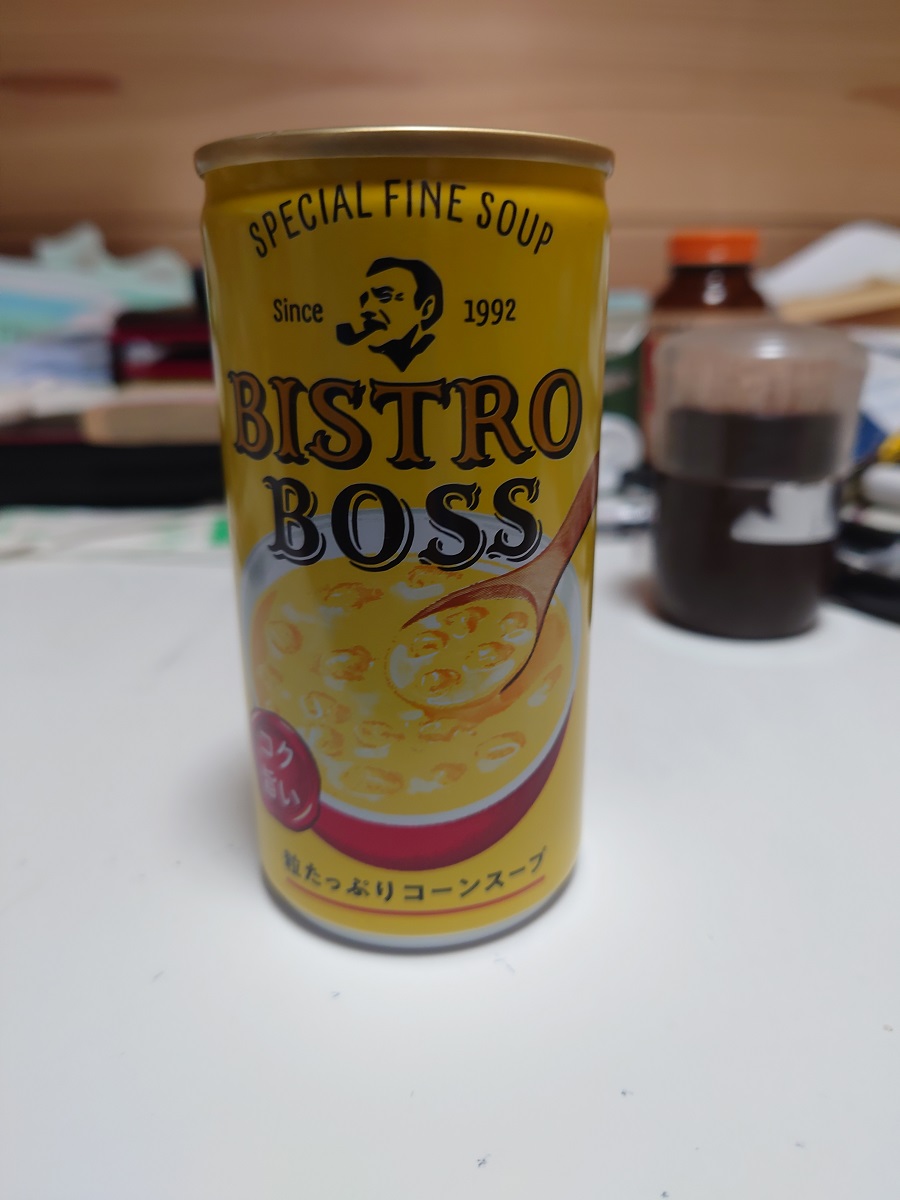 SPECIAL FINE SOUP
Since 1992
BISTRO
BOSS
コク
旨い
粒たっぷりコーンスープ